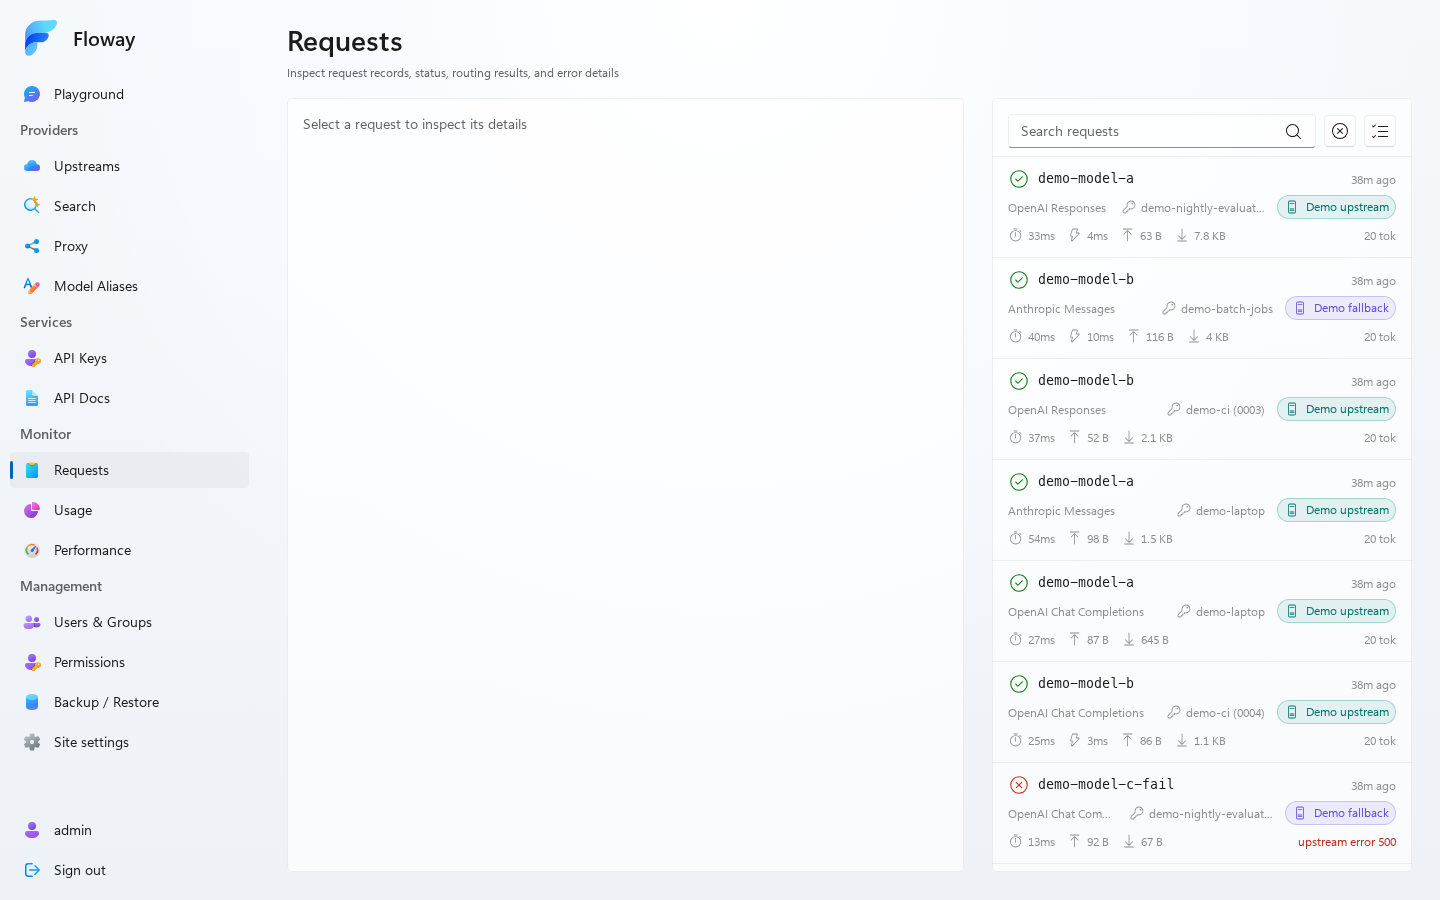 Floway
Playground
Providers
Upstreams
Search
Proxy
Model Aliases
Services
API Keys
API Docs
Monitor
Requests
Usage
Performance
Management
Users & Groups
Permissions
Backup / Restore
Site settings
admin
Sign out
Requests
Inspect request records, status, routing results, and error details
Select a request to inspect its details
Search requests
demo-model-a 38m ago
OpenAI Responses demo-nightly-evaluat... Demo upstream
33ms 4ms 63 B 7.8 KB 20 tok
demo-model-b 38m ago
Anthropic Messages demo-batch-jobs Demo fallback
40ms 10ms 116 B 4 KB 20 tok
demo-model-b 38m ago
OpenAI Responses demo-ci (0003) Demo upstream
37ms 52 B 2.1 KB 20 tok
demo-model-a 38m ago
Anthropic Messages demo-laptop Demo upstream
54ms 98 B 1.5 KB 20 tok
demo-model-a 38m ago
OpenAI Chat Completions demo-laptop Demo upstream
27ms 87 B 645 B 20 tok
demo-model-b 38m ago
OpenAI Chat Completions demo-ci (0004) Demo upstream
25ms 3ms 86 B 1.1 KB 20 tok
demo-model-c-fail 38m ago
OpenAI Chat Com... demo-nightly-evaluat... Demo fallback
13ms 92 B 67 B upstream error 500